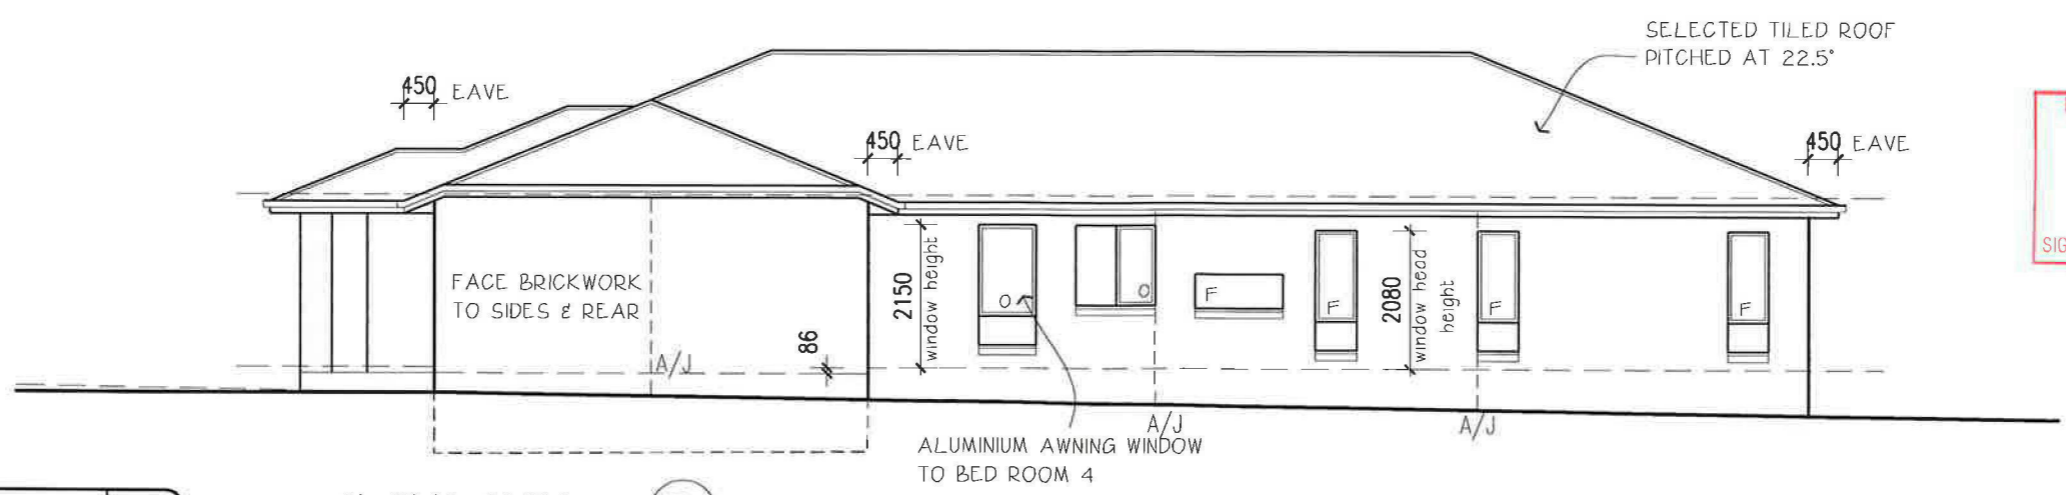 SELECTED TILED ROOF
PITCHED AT 22.5°
450 EAVE
450 EAVE
450 EAVE
FACE BRICKWORK
TO SIDES & REAR
A/J
86
2150
window height
O
O
F
F
2080
window head
height
F
F
A/J
A/J
ALUMINIUM AWNING WINDOW
TO BED ROOM 4
SIG